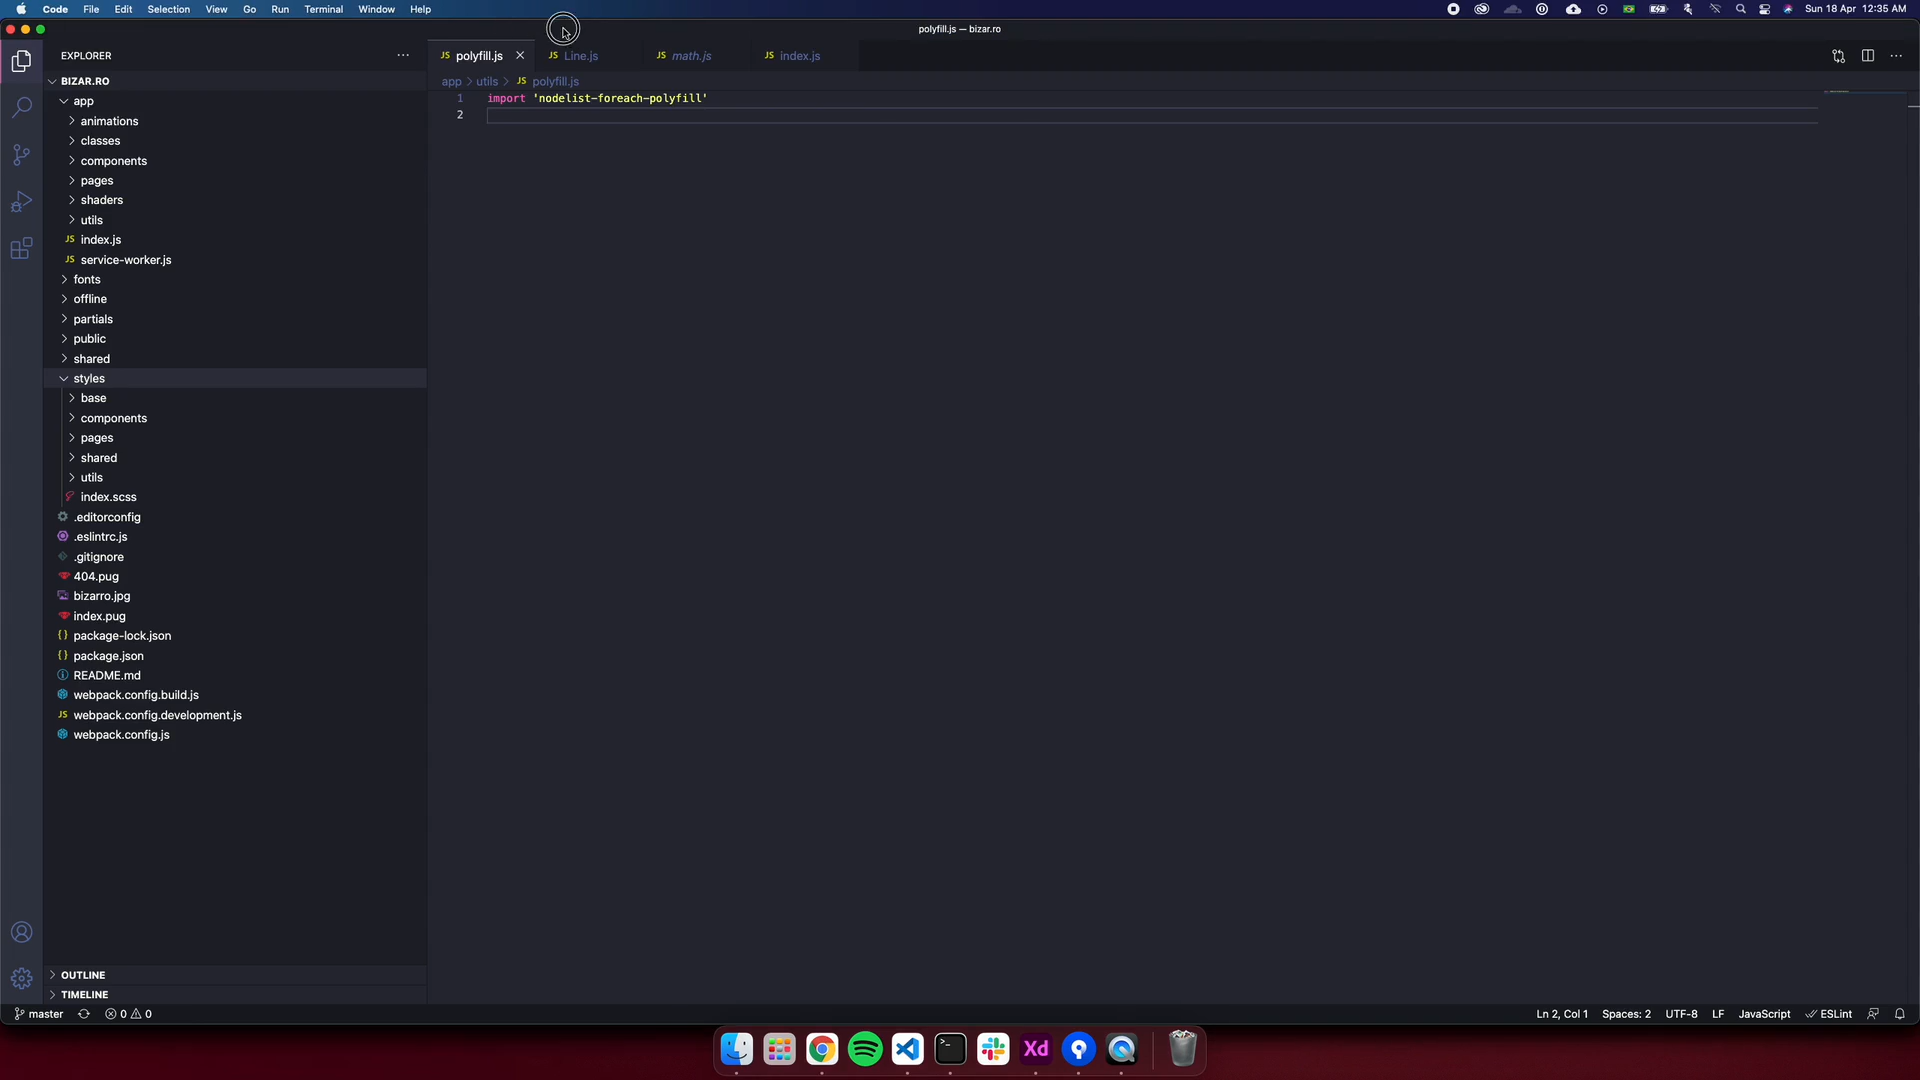 Code File Edit Selection View Go Run Terminal Window Help
Sun 18 Apr 12:35 AM
polyfill.js — bizar.ro
EXPLORER
JS polyfill.js
JS Line.js
JS math.js
JS index.js
BIZAR.RO
app > utils > JS polyfill.js
1 import 'nodelist-foreach-polyfill'
2
app
animations
classes
components
pages
shaders
utils
JS index.js
JS service-worker.js
fonts
offline
partials
public
shared
styles
base
components
pages
shared
utils
index.scss
.editorconfig
.eslintrc.js
.gitignore
404.pug
bizarro.jpg
index.pug
{} package-lock.json
{} package.json
README.md
webpack.config.build.js
JS webpack.config.development.js
webpack.config.js
OUTLINE
TIMELINE
master 0 0
Ln 2, Col 1 Spaces: 2 UTF-8 LF JavaScript ESLint
Xd